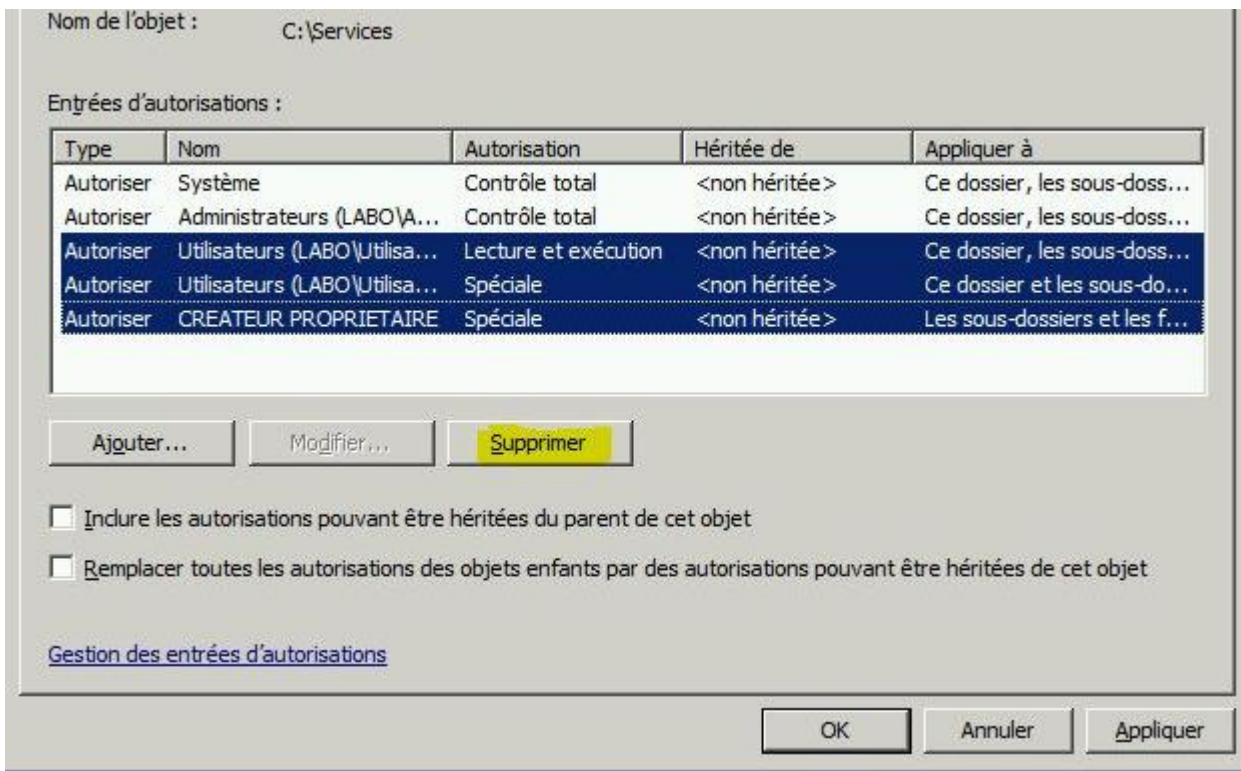 Nom de l'objet : C:\Services
Entrées d'autorisations :
Type Nom Autorisation Héritée de Appliquer à
Autoriser Système Contrôle total <non héritée> Ce dossier, les sous-doss...
Autoriser Administrateurs (LABO\A... Contrôle total <non héritée> Ce dossier, les sous-doss...
Autoriser Utilisateurs (LABO\Utilisa... Lecture et exécution <non héritée> Ce dossier, les sous-doss...
Autoriser Utilisateurs (LABO\Utilisa... Spéciale <non héritée> Ce dossier et les sous-do...
Autoriser CREATEUR PROPRIETAIRE Spéciale <non héritée> Les sous-dossiers et les f...
Ajouter... Modifier... Supprimer
Inclure les autorisations pouvant être héritées du parent de cet objet
Remplacer toutes les autorisations des objets enfants par des autorisations pouvant être héritées de cet objet
Gestion des entrées d'autorisations
OK Annuler Appliquer